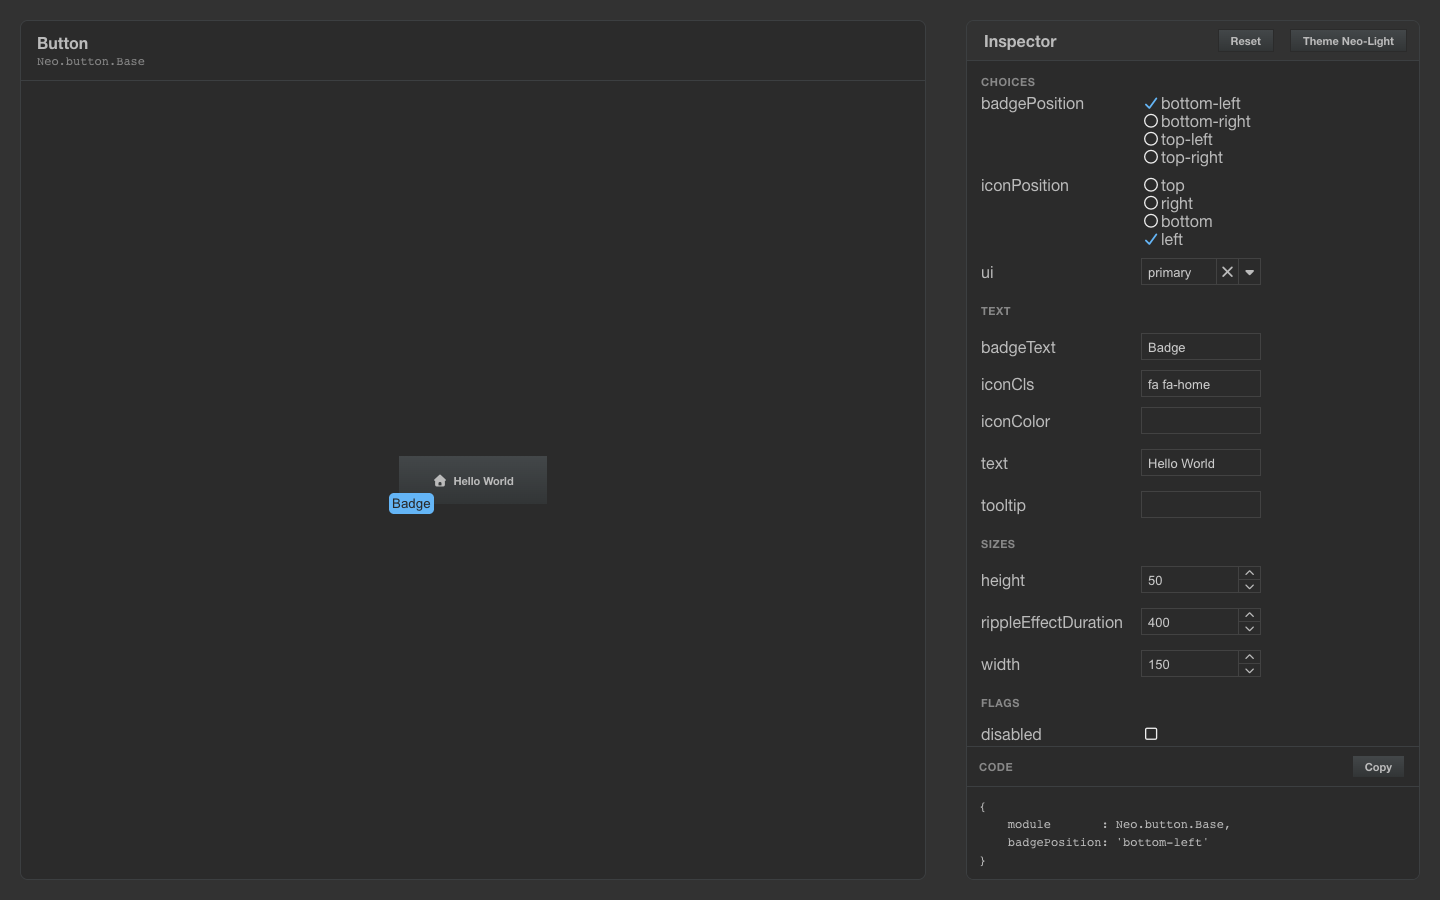 Button
Neo.button.Base
Hello World
Badge
Inspector
Reset
Theme Neo-Light
CHOICES
badgePosition
bottom-left
bottom-right
top-left
top-right
iconPosition
top
right
bottom
left
ui
primary
TEXT
badgeText
Badge
iconCls
fa fa-home
iconColor
text
Hello World
tooltip
SIZES
height
50
rippleEffectDuration
400
width
150
FLAGS
disabled
CODE
Copy
{
    module       : Neo.button.Base,
    badgePosition: 'bottom-left'
}